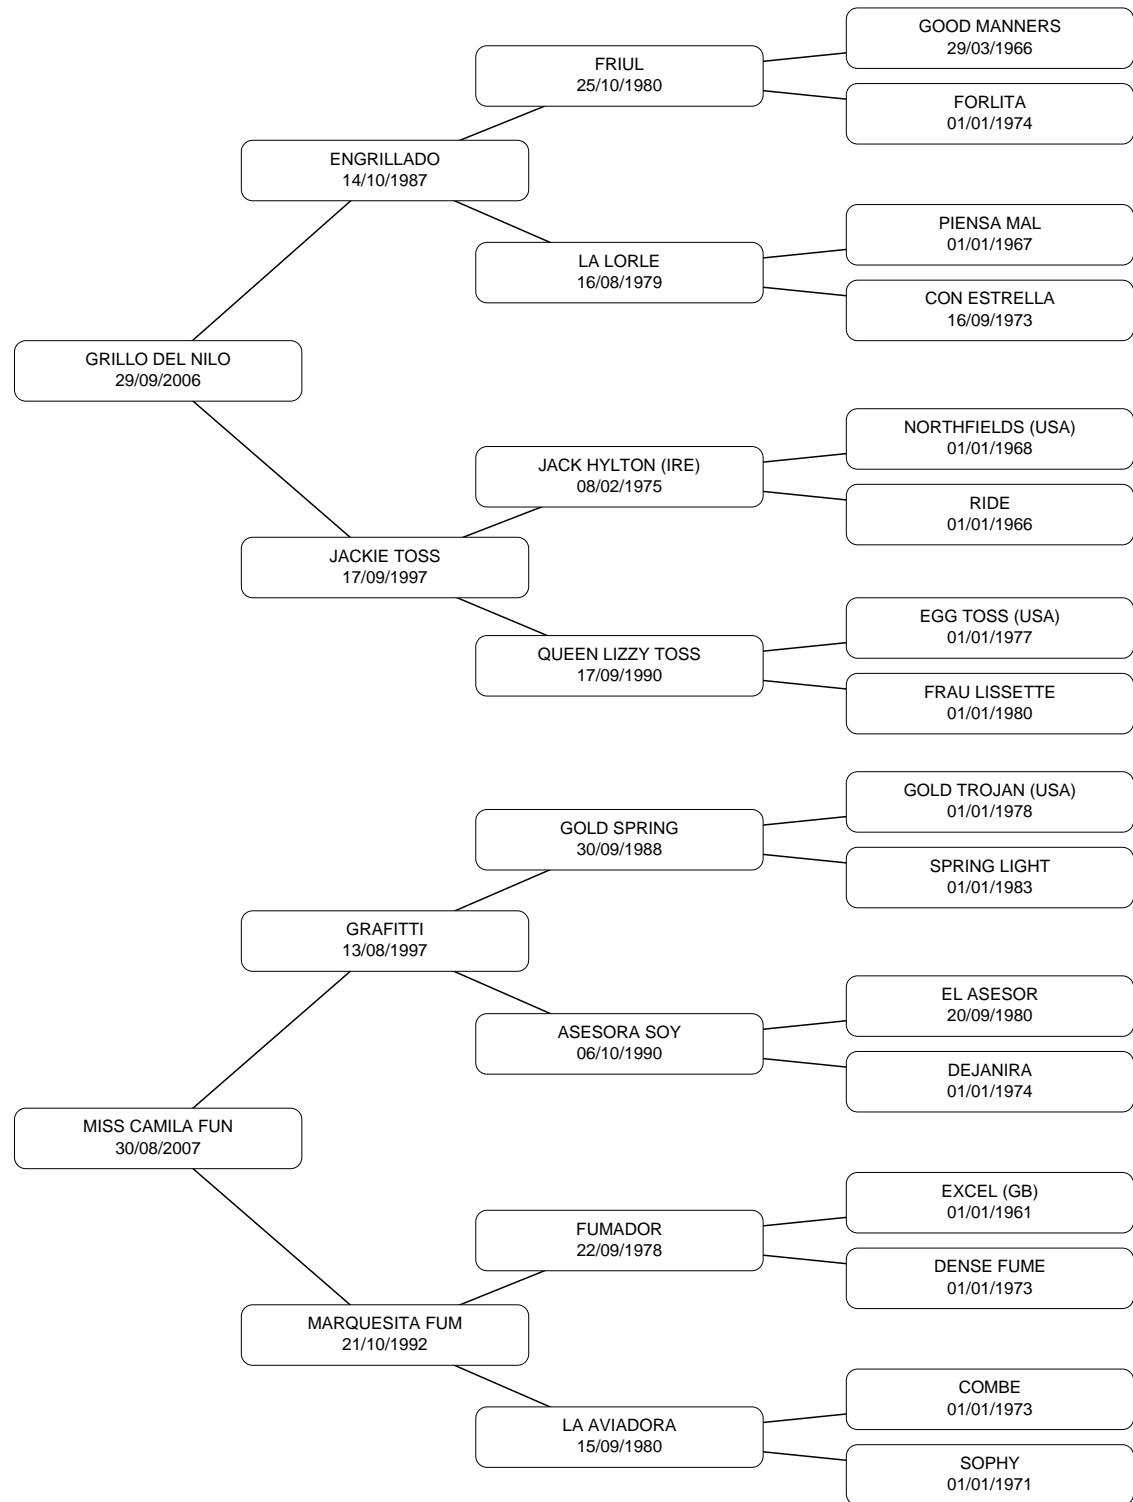 GOOD MANNERS
29/03/1966
FRIUL
25/10/1980
FORLITA
01/01/1974
ENGRILLADO
14/10/1987
PIENSA MAL
01/01/1967
LA LORLE
16/08/1979
CON ESTRELLA
16/09/1973
GRILLO DEL NILO
29/09/2006
NORTHFIELDS (USA)
01/01/1968
JACK HYLTON (IRE)
08/02/1975
RIDE
01/01/1966
JACKIE TOSS
17/09/1997
EGG TOSS (USA)
01/01/1977
QUEEN LIZZY TOSS
17/09/1990
FRAU LISSETTE
01/01/1980
GOLD TROJAN (USA)
01/01/1978
GOLD SPRING
30/09/1988
SPRING LIGHT
01/01/1983
GRAFITTI
13/08/1997
EL ASESOR
20/09/1980
ASESORA SOY
06/10/1990
DEJANIRA
01/01/1974
MISS CAMILA FUN
30/08/2007
EXCEL (GB)
01/01/1961
FUMADOR
22/09/1978
DENSE FUME
01/01/1973
MARQUESITA FUM
21/10/1992
COMBE
01/01/1973
LA AVIADORA
15/09/1980
SOPHY
01/01/1971